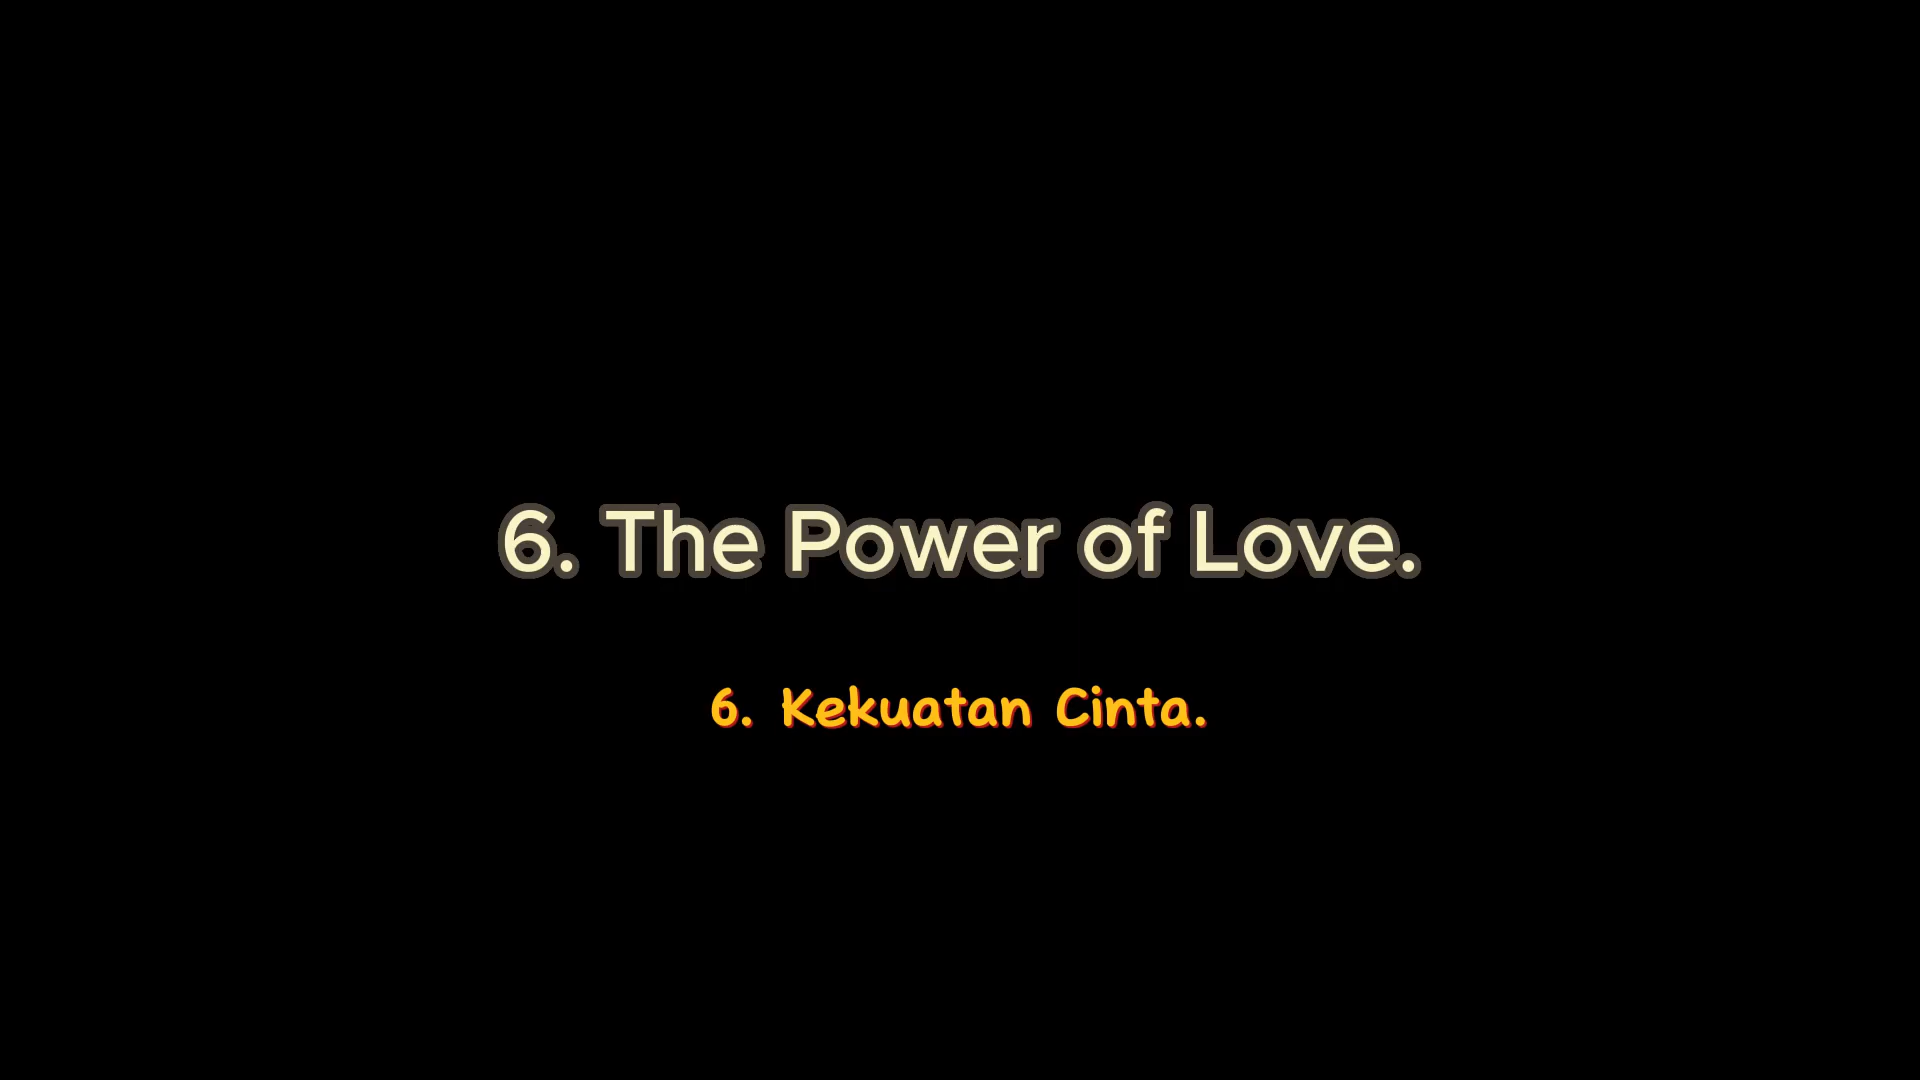 6. The Power of Love.
6. Kekuatan Cinta.